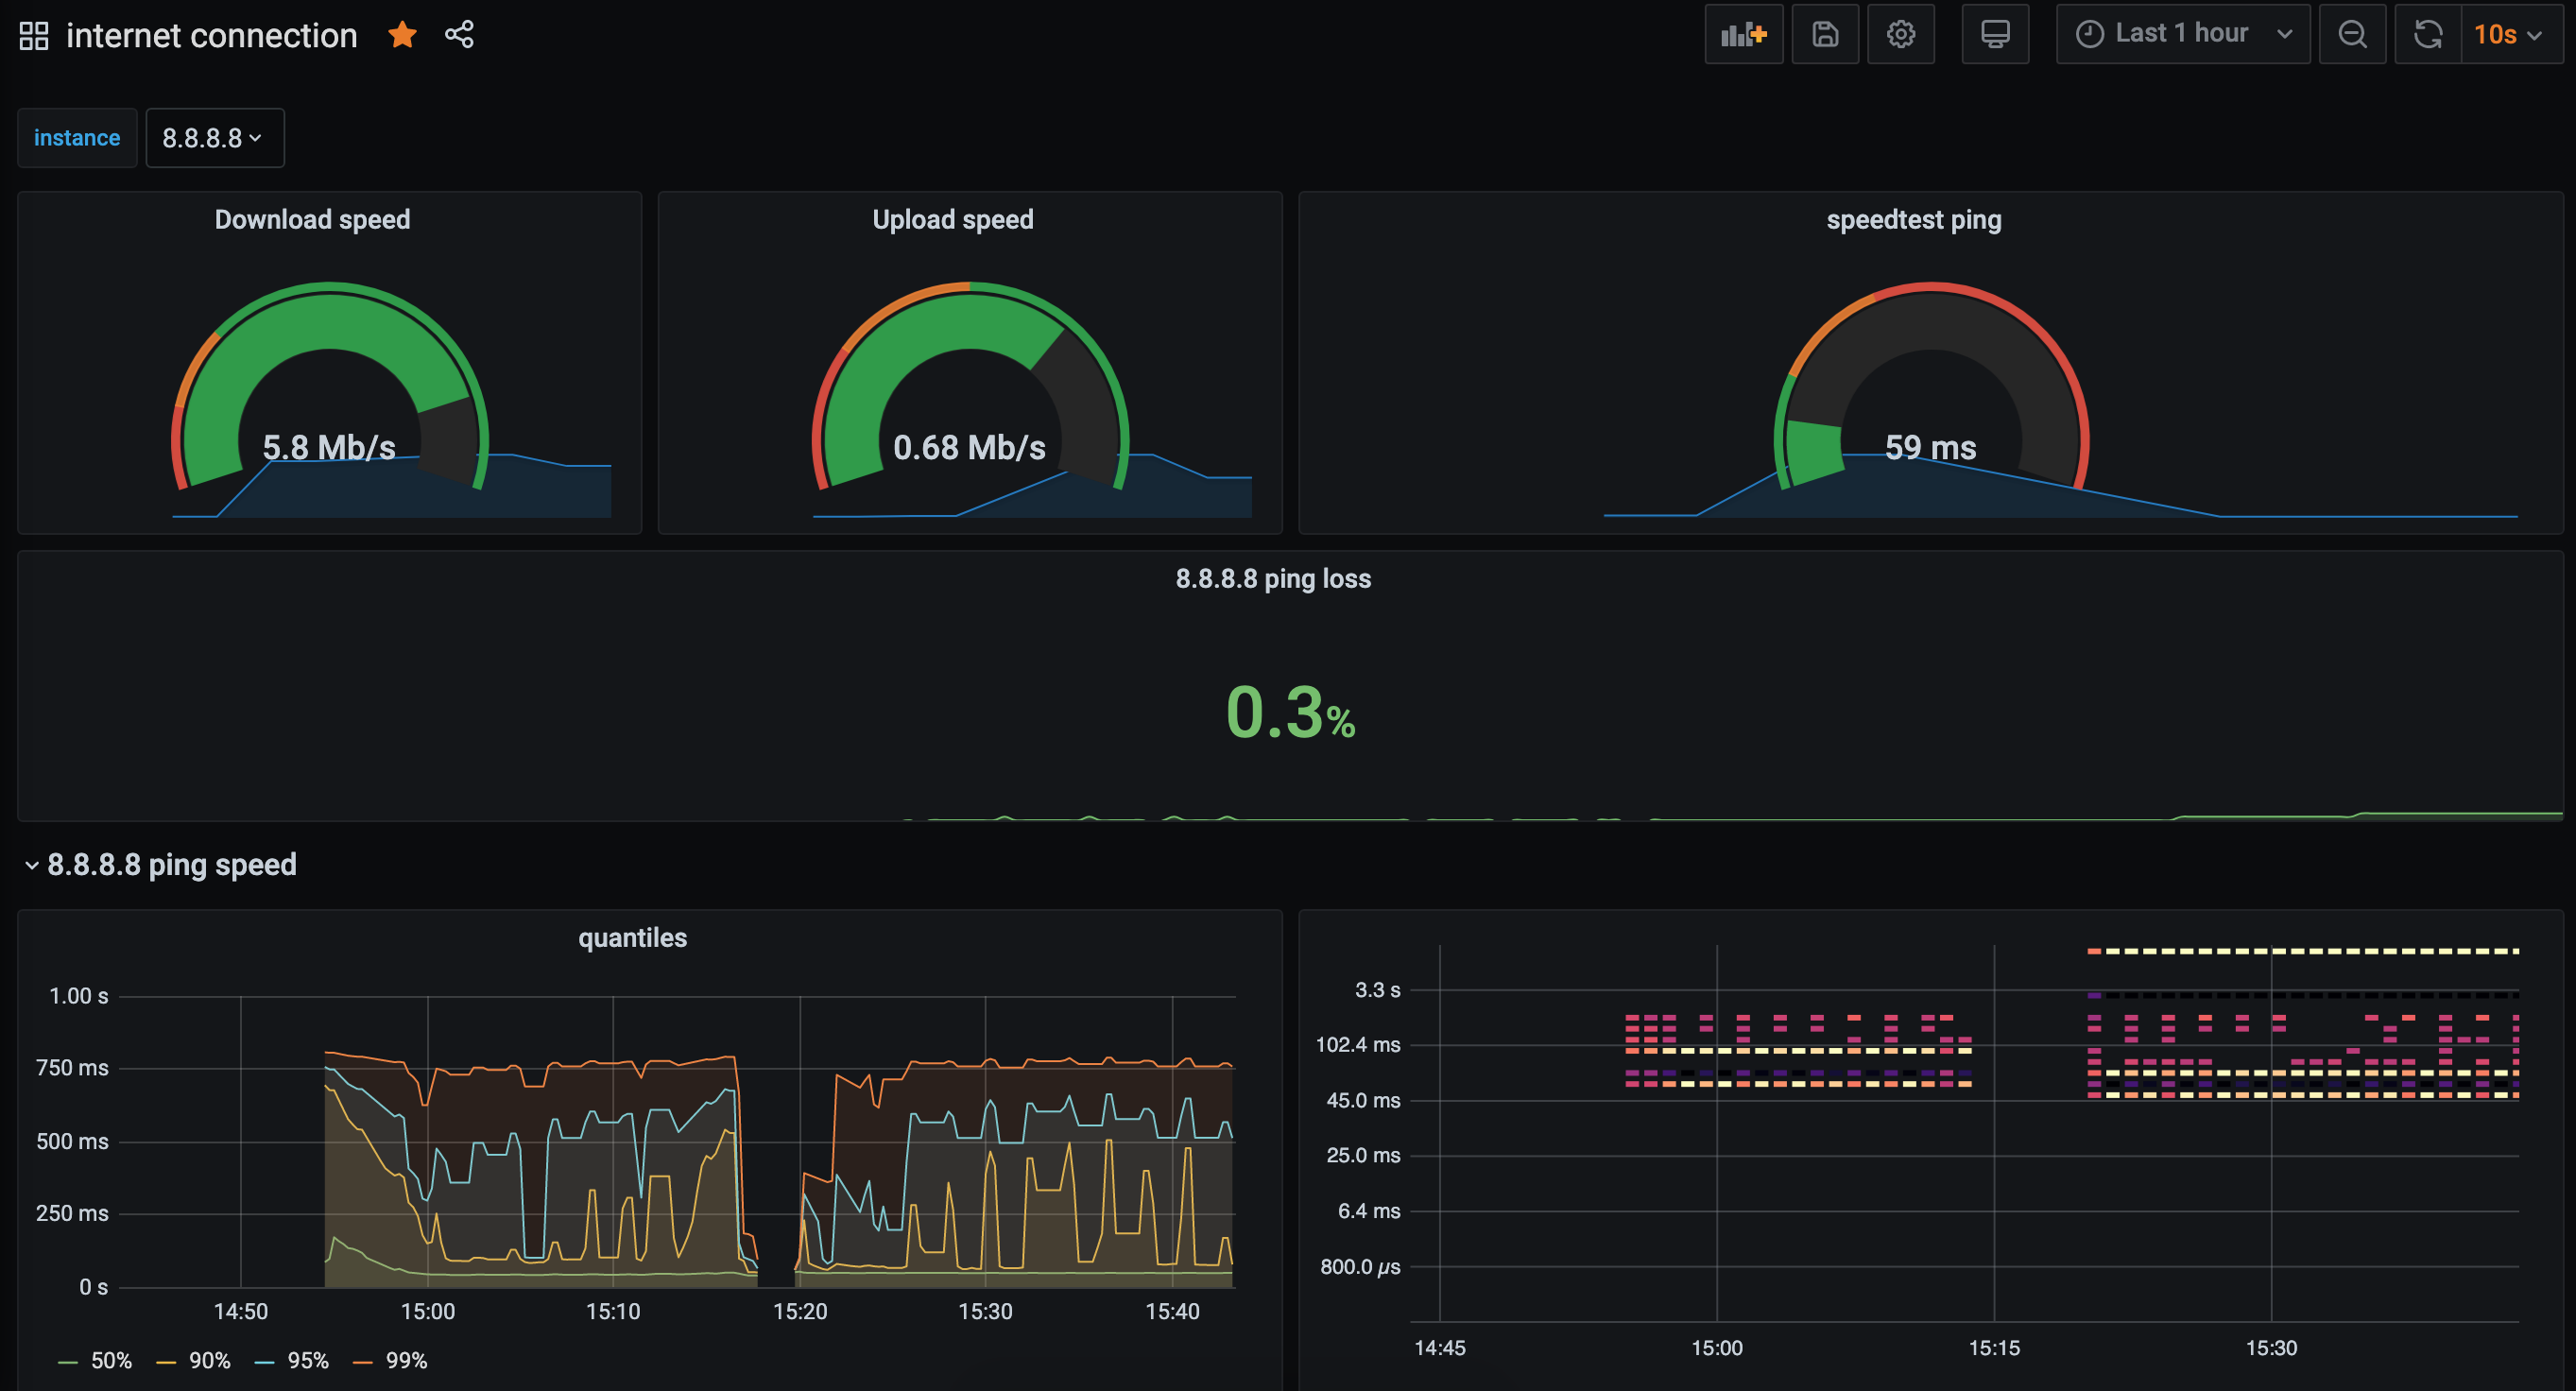 internet connection
Last 1 hour
10s
instance
8.8.8.8
Download speed
Upload speed
speedtest ping
5.8 Mb/s
0.68 Mb/s
59 ms
8.8.8.8 ping loss
0.3%
8.8.8.8 ping speed
quantiles
1.00 s
750 ms
500 ms
250 ms
0 s
14:50
15:00
15:10
15:20
15:30
15:40
50%
90%
95%
99%
3.3 s
102.4 ms
45.0 ms
25.0 ms
6.4 ms
800.0 µs
14:45
15:00
15:15
15:30